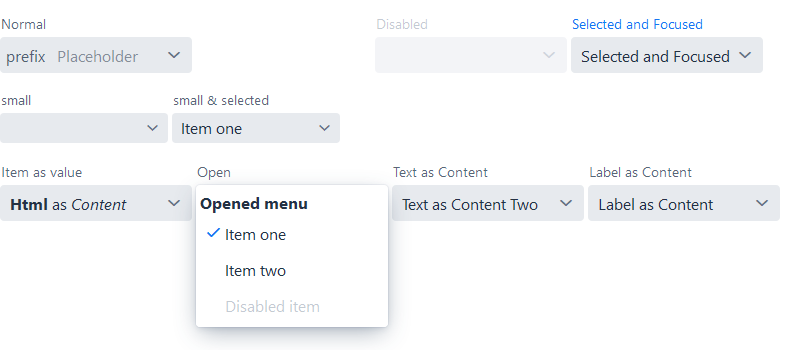 Normal
Disabled
Selected and Focused
prefix Placeholder
Selected and Focused
small
small & selected
Item one
Item as value
Open
Text as Content
Label as Content
Html as Content
Opened menu
Item one
Item two
Disabled item
Text as Content Two
Label as Content